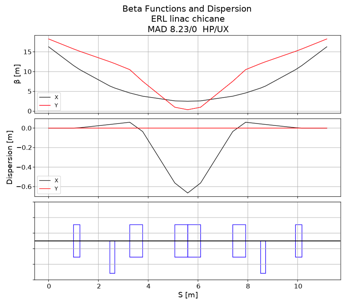 Beta Functions and Dispersion
ERL linac chicane
MAD 8.23/0 HP/UX
β [m]
15
10
5
0
X
Y
Dispersion [m]
0.0
−0.2
−0.4
−0.6
X
Y
0 2 4 6 8 10
S [m]